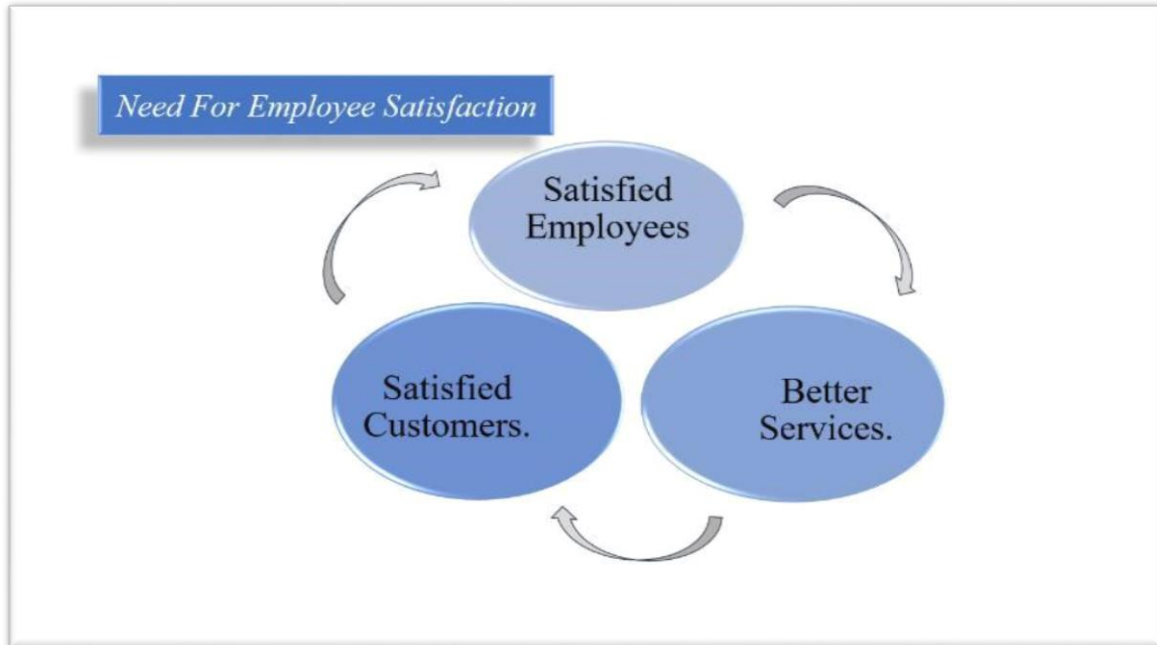 Need For Employee Satisfaction
Satisfied
Employees
Satisfied
Customers.
Better
Services.